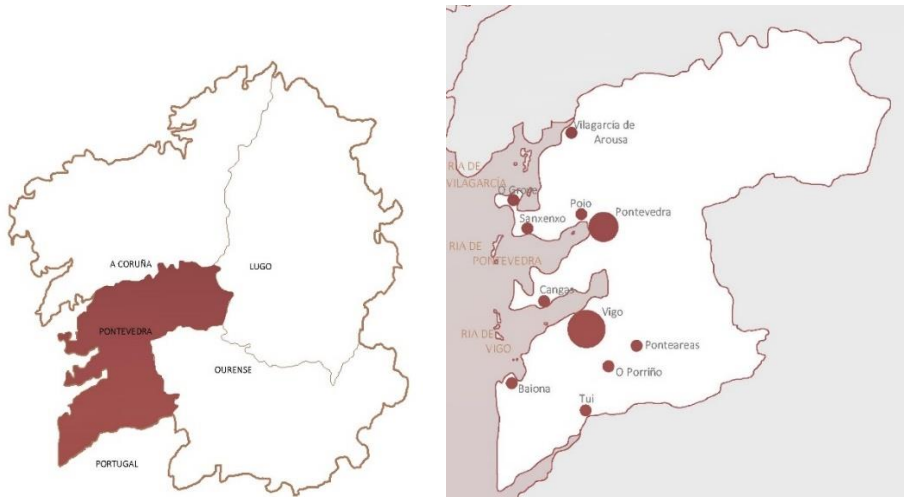 A CORUÑA
LUGO
PONTEVEDRA
OURENSE
PORTUGAL
Vilagarcía de
Arousa
RIA DE
VILAGARCÍA
O Grove
Sanxenxo
Poio
Pontevedra
RIA DE
PONTEVEDRA
Cangas
Vigo
RIA DE
VIGO
Ponteareas
O Porriño
Baiona
Tui